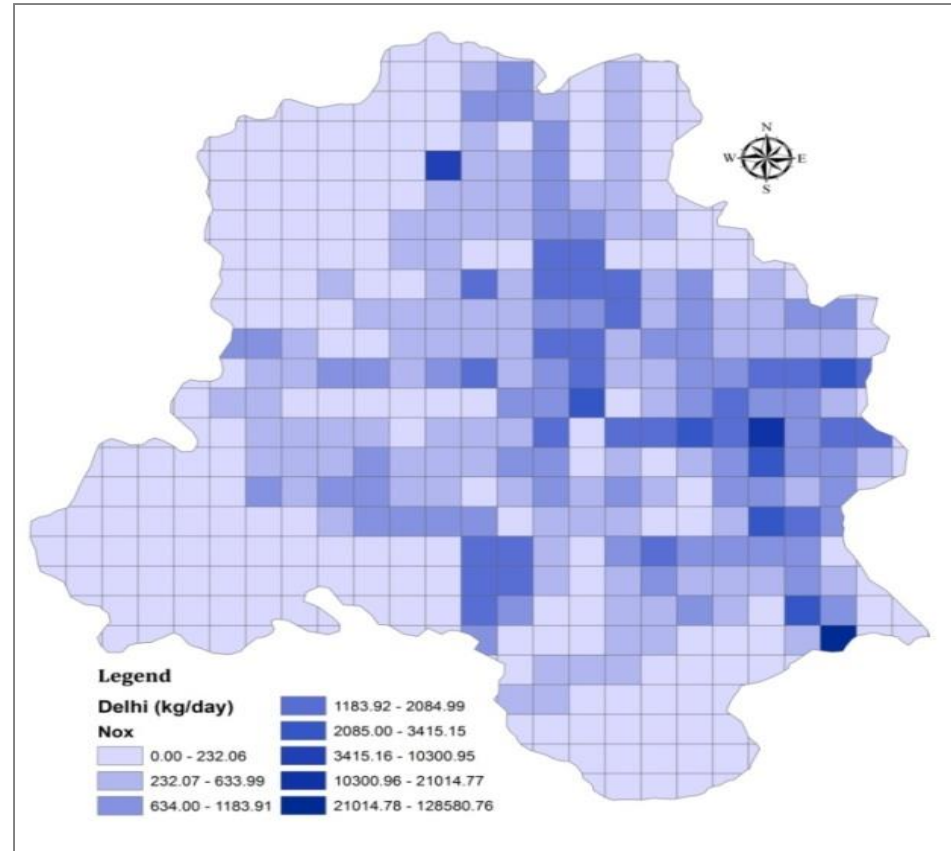 N
W E
S
Legend
Delhi (kg/day)
Nox
0.00 - 232.06
232.07 - 633.99
634.00 - 1183.91
1183.92 - 2084.99
2085.00 - 3415.15
3415.16 - 10300.95
10300.96 - 21014.77
21014.78 - 128580.76